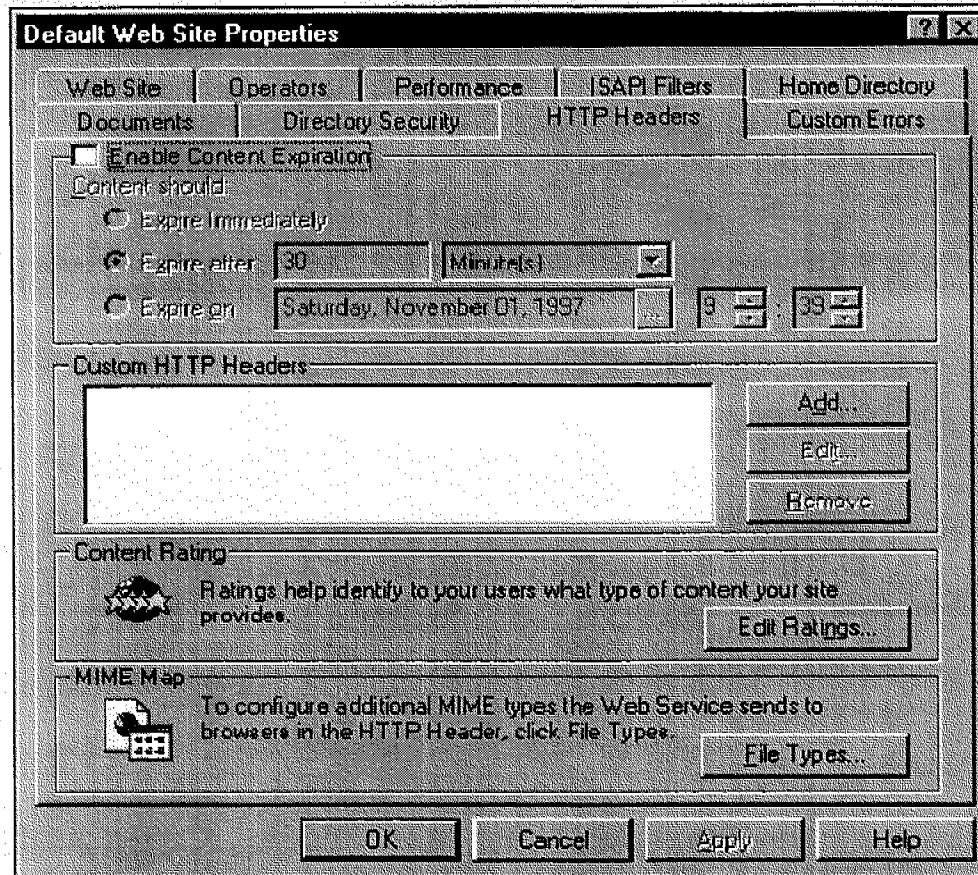 Default Web Site Properties ? X
Web Site Operators Performance ISAPI Filters Home Directory
Documents Directory Security HTTP Headers Custom Errors
Enable Content Expiration
Content should:
Expire Immediately
Expire after 30 Minute(s)
Expire on Saturday, November 01, 1997 ... 9 : 39
Custom HTTP Headers
Add...
Edit...
Remove
Content Rating
Ratings help identify to your users what type of content your site
provides.
Edit Ratings...
MIME Map
To configure additional MIME types the Web Service sends to
browsers in the HTTP Header, click File Types.
File Types...
OK Cancel Apply Help